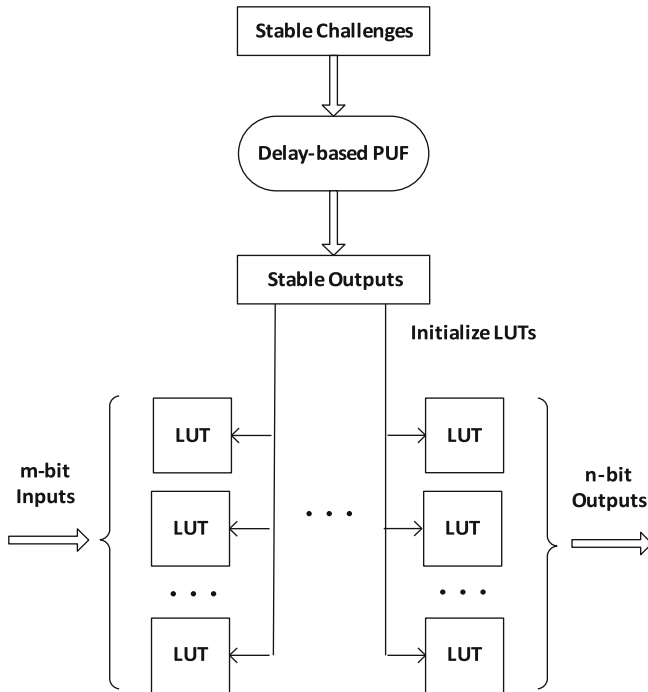 Stable Challenges
Delay-based PUF
Stable Outputs
Initialize LUTs
m-bit
Inputs
LUT
LUT
LUT
LUT
• • •
• • •
• • •
LUT
LUT
n-bit
Outputs